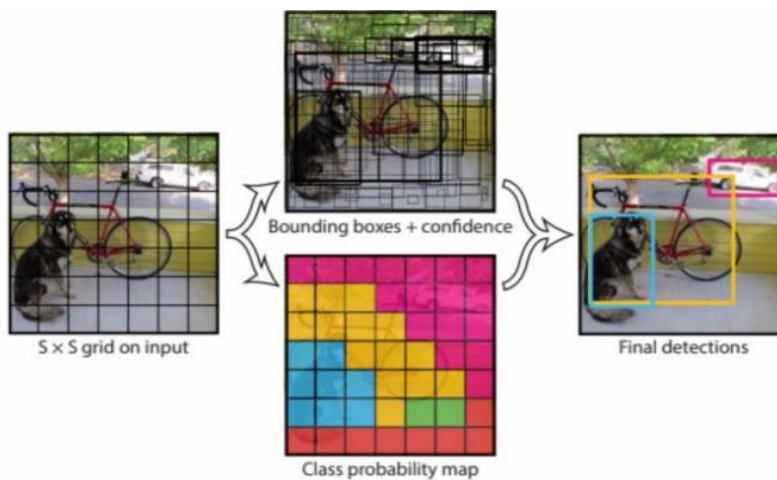 Bounding boxes + confidence
S × S grid on input
Final detections
Class probability map